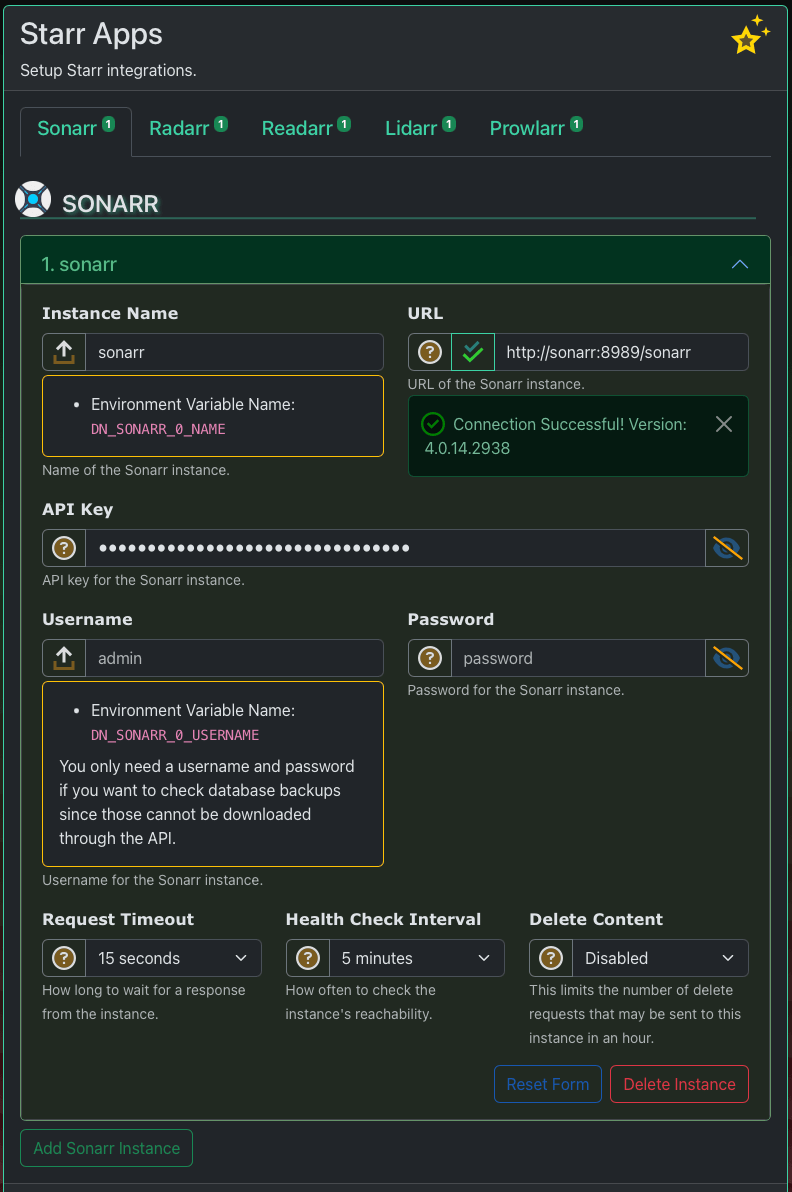 Starr Apps
Setup Starr integrations.
Sonarr 1 Radarr 1 Readarr 1 Lidarr 1 Prowlarr 1
SONARR
1. sonarr
Instance Name
sonarr
• Environment Variable Name:
DN_SONARR_0_NAME
Name of the Sonarr instance.
URL
http://sonarr:8989/sonarr
URL of the Sonarr instance.
Connection Successful! Version:
4.0.14.2938
API Key
••••••••••••••••••••••••••••••••
API key for the Sonarr instance.
Username
admin
• Environment Variable Name:
DN_SONARR_0_USERNAME
You only need a username and password
if you want to check database backups
since those cannot be downloaded
through the API.
Username for the Sonarr instance.
Password
password
Password for the Sonarr instance.
Request Timeout
15 seconds
How long to wait for a response
from the instance.
Health Check Interval
5 minutes
How often to check the
instance's reachability.
Delete Content
Disabled
This limits the number of delete
requests that may be sent to this
instance in an hour.
Reset Form
Delete Instance
Add Sonarr Instance